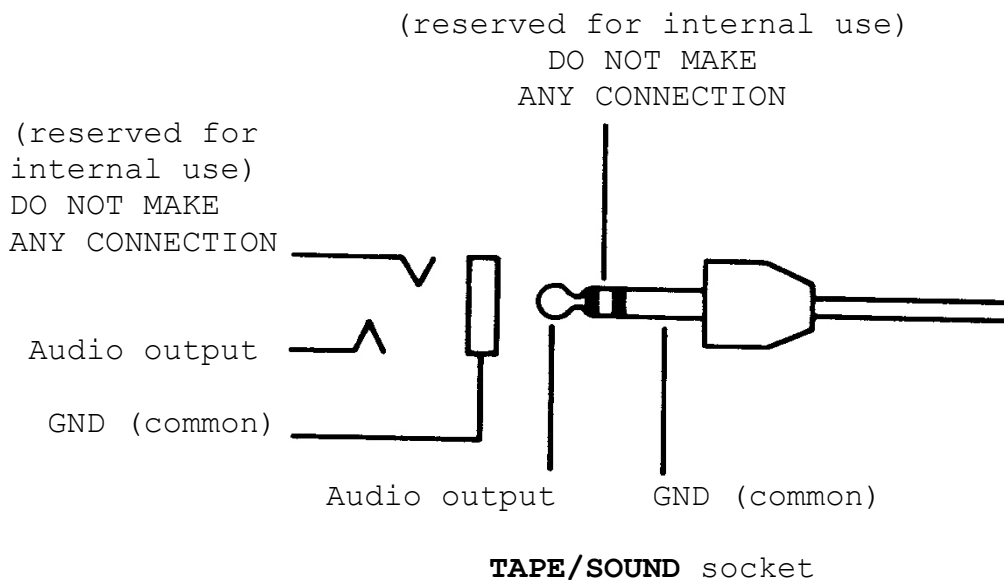 (reserved for internal use)
DO NOT MAKE
ANY CONNECTION
(reserved for
internal use)
DO NOT MAKE
ANY CONNECTION
Audio output
GND (common)
Audio output
GND (common)
TAPE/SOUND socket